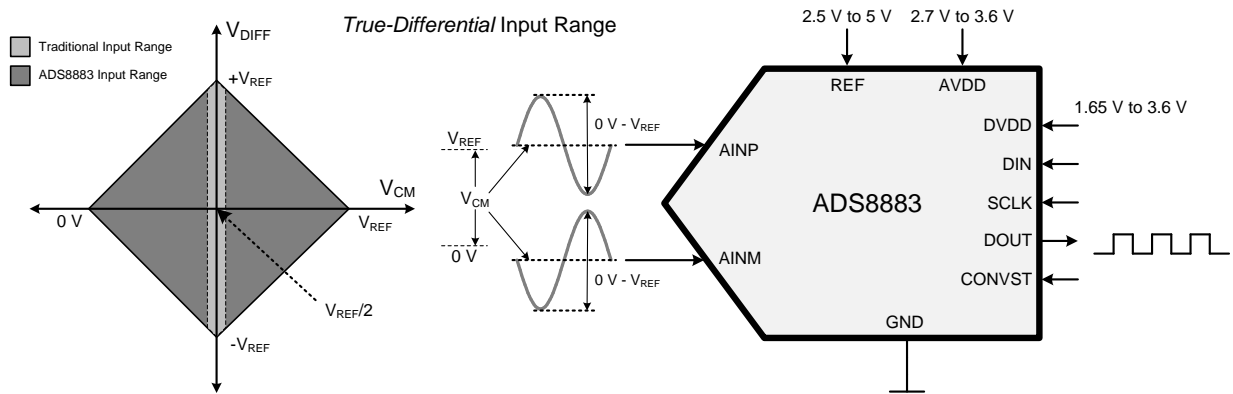 True-Differential Input Range
Traditional Input Range
ADS8883 Input Range
VDIFF
+VREF
VCM
0 V
VREF
VREF/2
-VREF
VREF
VCM
0 V
0 V - VREF
0 V - VREF
2.5 V to 5 V
2.7 V to 3.6 V
1.65 V to 3.6 V
REF
AVDD
AINP
AINM
ADS8883
DVDD
DIN
SCLK
DOUT
CONVST
GND